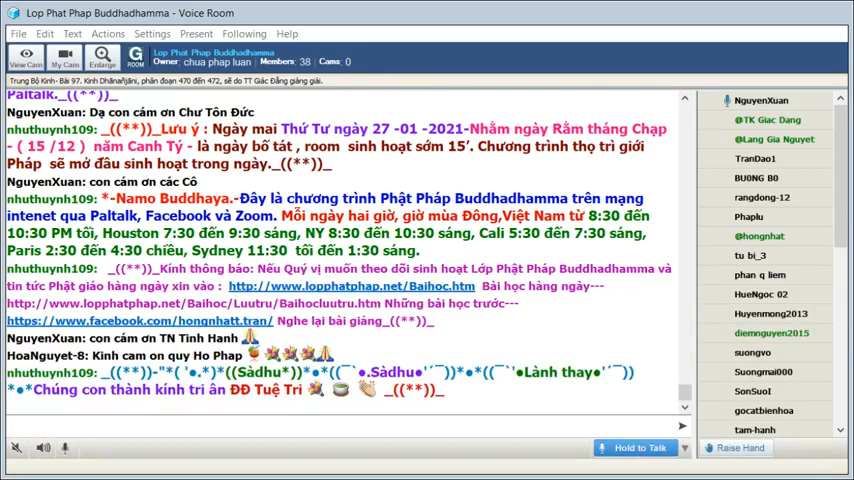 Lop Phat Phap Buddhadhamma - Voice Room
File Edit Text Actions Settings Present Following Help
View Cam My Cam Enlarge G ROOM
Lop Phat Phap Buddhadhamma
Owner: chua phap luan : Members: 38 : Cams: 0
Trung Bộ Kinh- Bài 97. Kinh Dhānañjāni, phân đoạn 470 đến 472, sẽ do TT Giác Đẳng giảng giải.
Paltalk._((**)_
NguyenXuan: Dạ con cám ơn Chư Tôn Đức
nhuthuynh109: _((**)_Lưu ý : Ngày mai Thứ Tư ngày 27 -01 -2021-Nhằm ngày Rằm tháng Chạp
- ( 15 /12 ) năm Canh Tý - là ngày bố tát , room sinh hoạt sớm 15’. Chương trình thọ trì giới
Pháp sẽ mở đầu sinh hoạt trong ngày.((**)_
NguyenXuan: con cám ơn các Cô
nhuthuynh109: *-Namo Buddhaya.-Đây là chương trình Phật Pháp Buddhadhamma trên mạng
intenet qua Paltalk, Facebook và Zoom. Mỗi ngày hai giờ, giờ mùa Đông,Việt Nam từ 8:30 đến
10:30 PM tối, Houston 7:30 đến 9:30 sáng, NY 8:30 đến 10:30 sáng, Cali 5:30 đến 7:30 sáng,
Paris 2:30 đến 4:30 chiều, Sydney 11:30 tối đến 1:30 sáng.
nhuthuynh109: _((**)_Kính thông báo: Nếu Quý vị muốn theo dõi sinh hoạt Lớp Phật Pháp Buddhadhamma và
tin tức Phật giáo hàng ngày xin vào : http://www.lopphatphap.net/Baihoc.htm Bài học hàng ngày---
http://www.lopphatphap.net/Baihoc/Luutru/Baihocluutru.htm Những bài học trước---
https://www.facebook.com/hongnhatt.tran/ Nghe lại bài giảng_((**)_
NguyenXuan: con cám ơn TN Tinh Hanh
HoaNguyet-8: Kinh cam on quy Ho Phap
nhuthuynh109: _((**))-"*( '●.*)*((Sàdhu*))*●*((¯`●.Sàdhu●'´¯))*●*((¯`'●Lành thay●'´¯))
*●*Chúng con thành kính tri ân ĐĐ Tuệ Tri _((**))_
Hold to Talk
Raise Hand
NguyenXuan
@TK Giac Dang
@Lang Gia Nguyet
TranDao1
BU0NG B0
rangdong-12
Phaplu
@hongnhat
tu bi_3
phan q liem
HueNgoc 02
Huyenmong2013
diemnguyen2015
suongvo
Suongmai000
SonSuoI
gocatbienhoa
tam-hanh